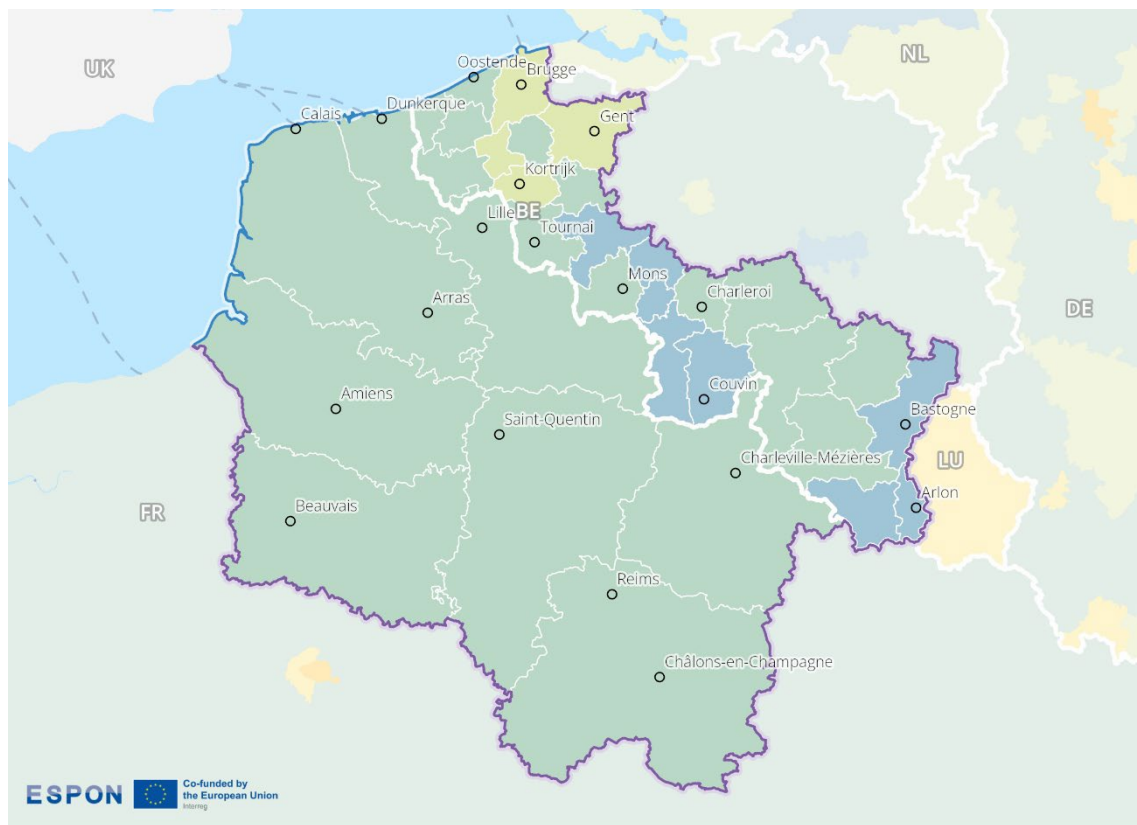 UK
NL
Oostende
Brugge
Dunkerque
Calais
Gent
Kortrijk
BE
Lille
Tournai
Mons
Charleroi
DE
Arras
Couvin
Amiens
Bastogne
Saint-Quentin
LU
Charleville-Mézières
FR
Beauvais
Arlon
Reims
Châlons-en-Champagne
ESPON
Co-funded by
the European Union
Interreg